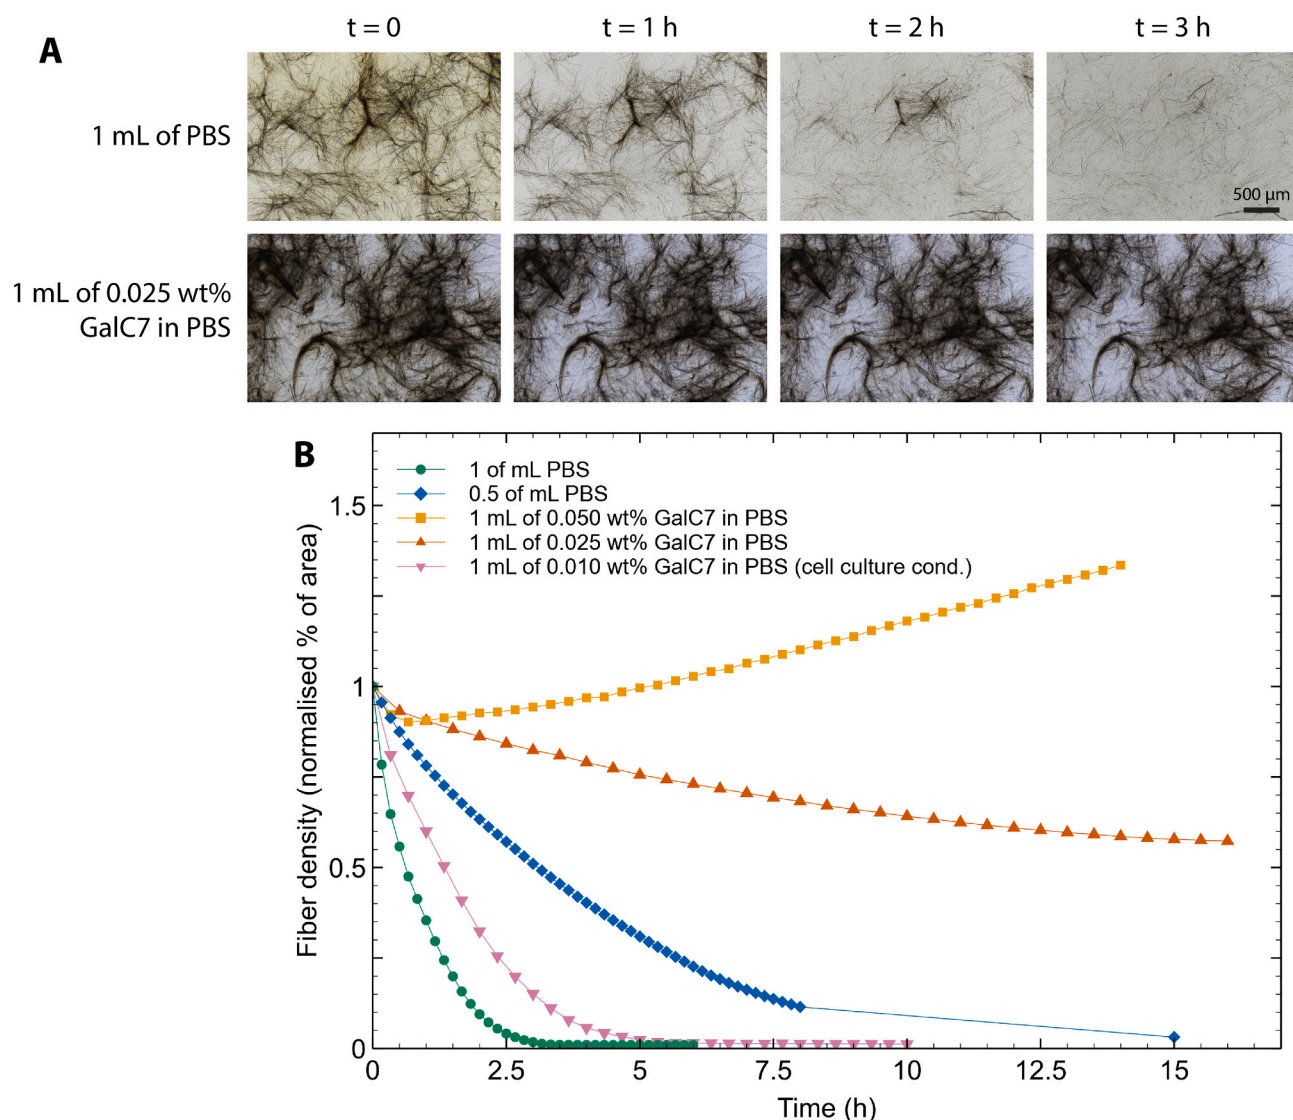 A
t = 0
t = 1 h
t = 2 h
t = 3 h
1 mL of PBS
500 µm
1 mL of 0.025 wt%
GalC7 in PBS
B
1 of mL PBS
0.5 of mL PBS
1 mL of 0.050 wt% GalC7 in PBS
1 mL of 0.025 wt% GalC7 in PBS
1 mL of 0.010 wt% GalC7 in PBS (cell culture cond.)
Fiber density (normalised % of area)
1.5
1
0.5
0
0
2.5
5
7.5
10
12.5
15
Time (h)